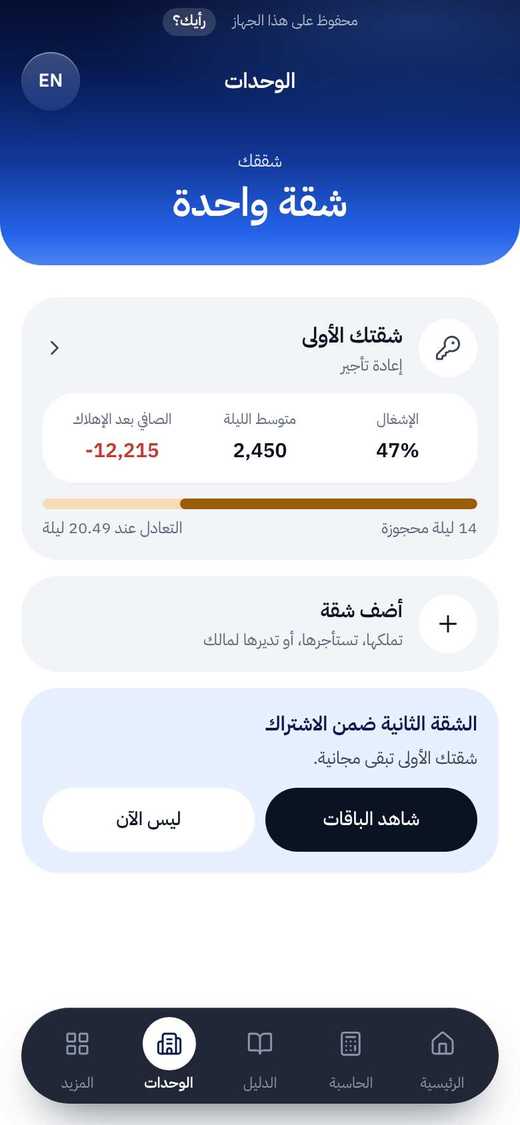 محفوظ على هذا الجهاز رأيك؟
الوحدات EN
شققك
شقة واحدة
شقتك الأولى
إعادة تأجير
الإشغال متوسط الليلة الصافي بعد الإهلاك
47% 2,450 -12,215
14 ليلة محجوزة التعادل عند 20.49 ليلة
أضف شقة
تملكها، تستأجرها، أو تديرها لمالك
الشقة الثانية ضمن الاشتراك
شقتك الأولى تبقى مجانية.
شاهد الباقات ليس الآن
الرئيسية الحاسبة الدليل الوحدات المزيد